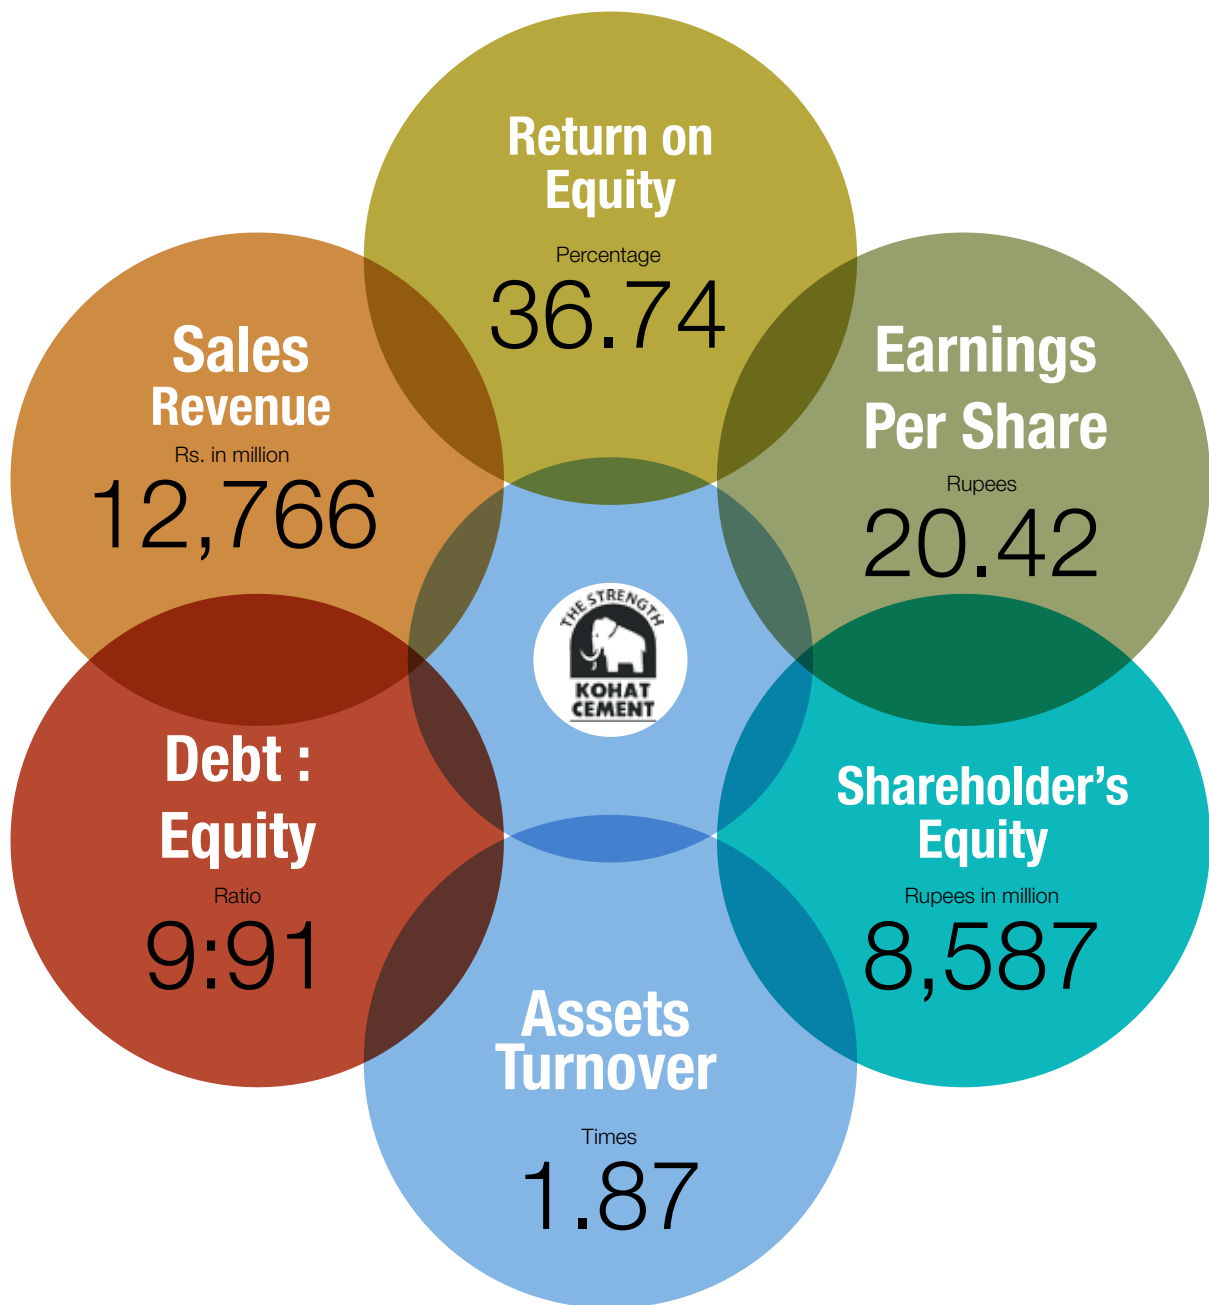 Return on
Equity
Percentage
36.74
Sales
Revenue
Rs. in million
12,766
Earnings
Per Share
Rupees
20.42
THE STRENGTH
KOHAT
CEMENT
Debt :
Equity
Ratio
9:91
Shareholder’s
Equity
Rupees in million
8,587
Assets
Turnover
Times
1.87